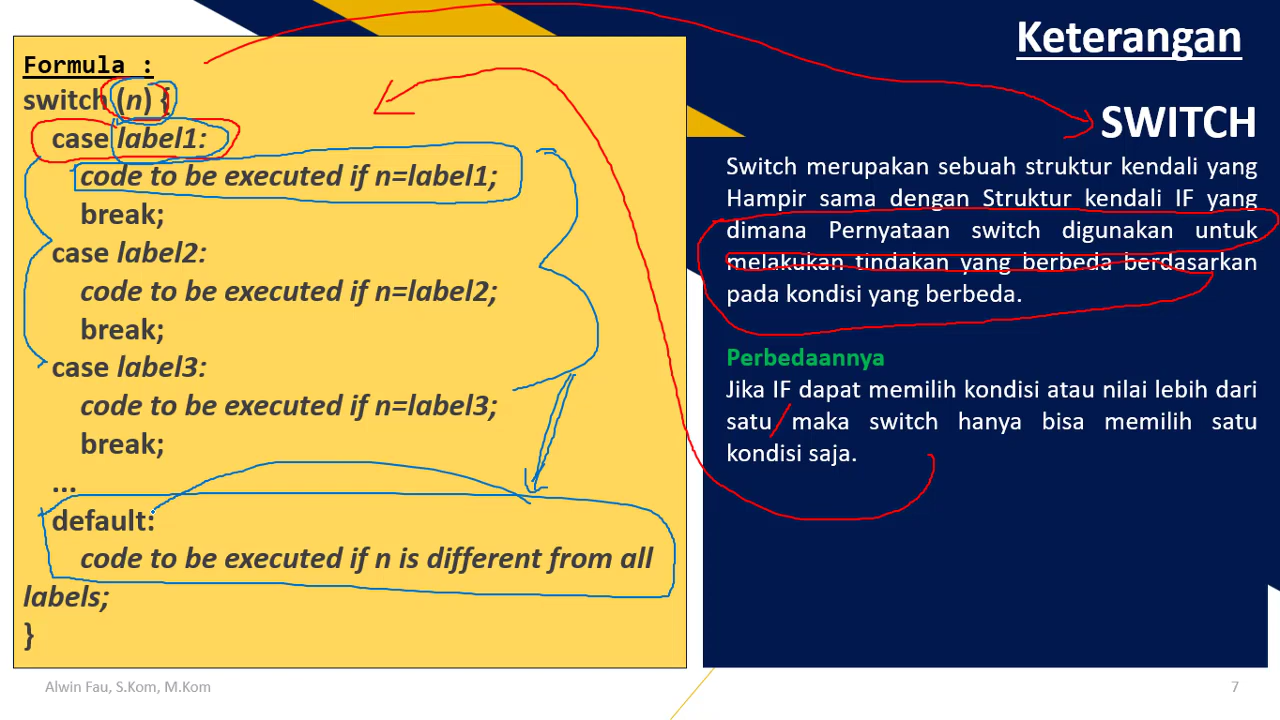 Formula :
switch (n) {
case label1:
code to be executed if n=label1;
break;
case label2:
code to be executed if n=label2;
break;
case label3:
code to be executed if n=label3;
break;
...
default:
code to be executed if n is different from all
labels;
}
Keterangan
SWITCH
Switch merupakan sebuah struktur kendali yang
Hampir sama dengan Struktur kendali IF yang
dimana Pernyataan switch digunakan untuk
melakukan tindakan yang berbeda berdasarkan
pada kondisi yang berbeda.
Perbedaannya
Jika IF dapat memilih kondisi atau nilai lebih dari
satu maka switch hanya bisa memilih satu
kondisi saja.
Alwin Fau, S.Kom, M.Kom
7